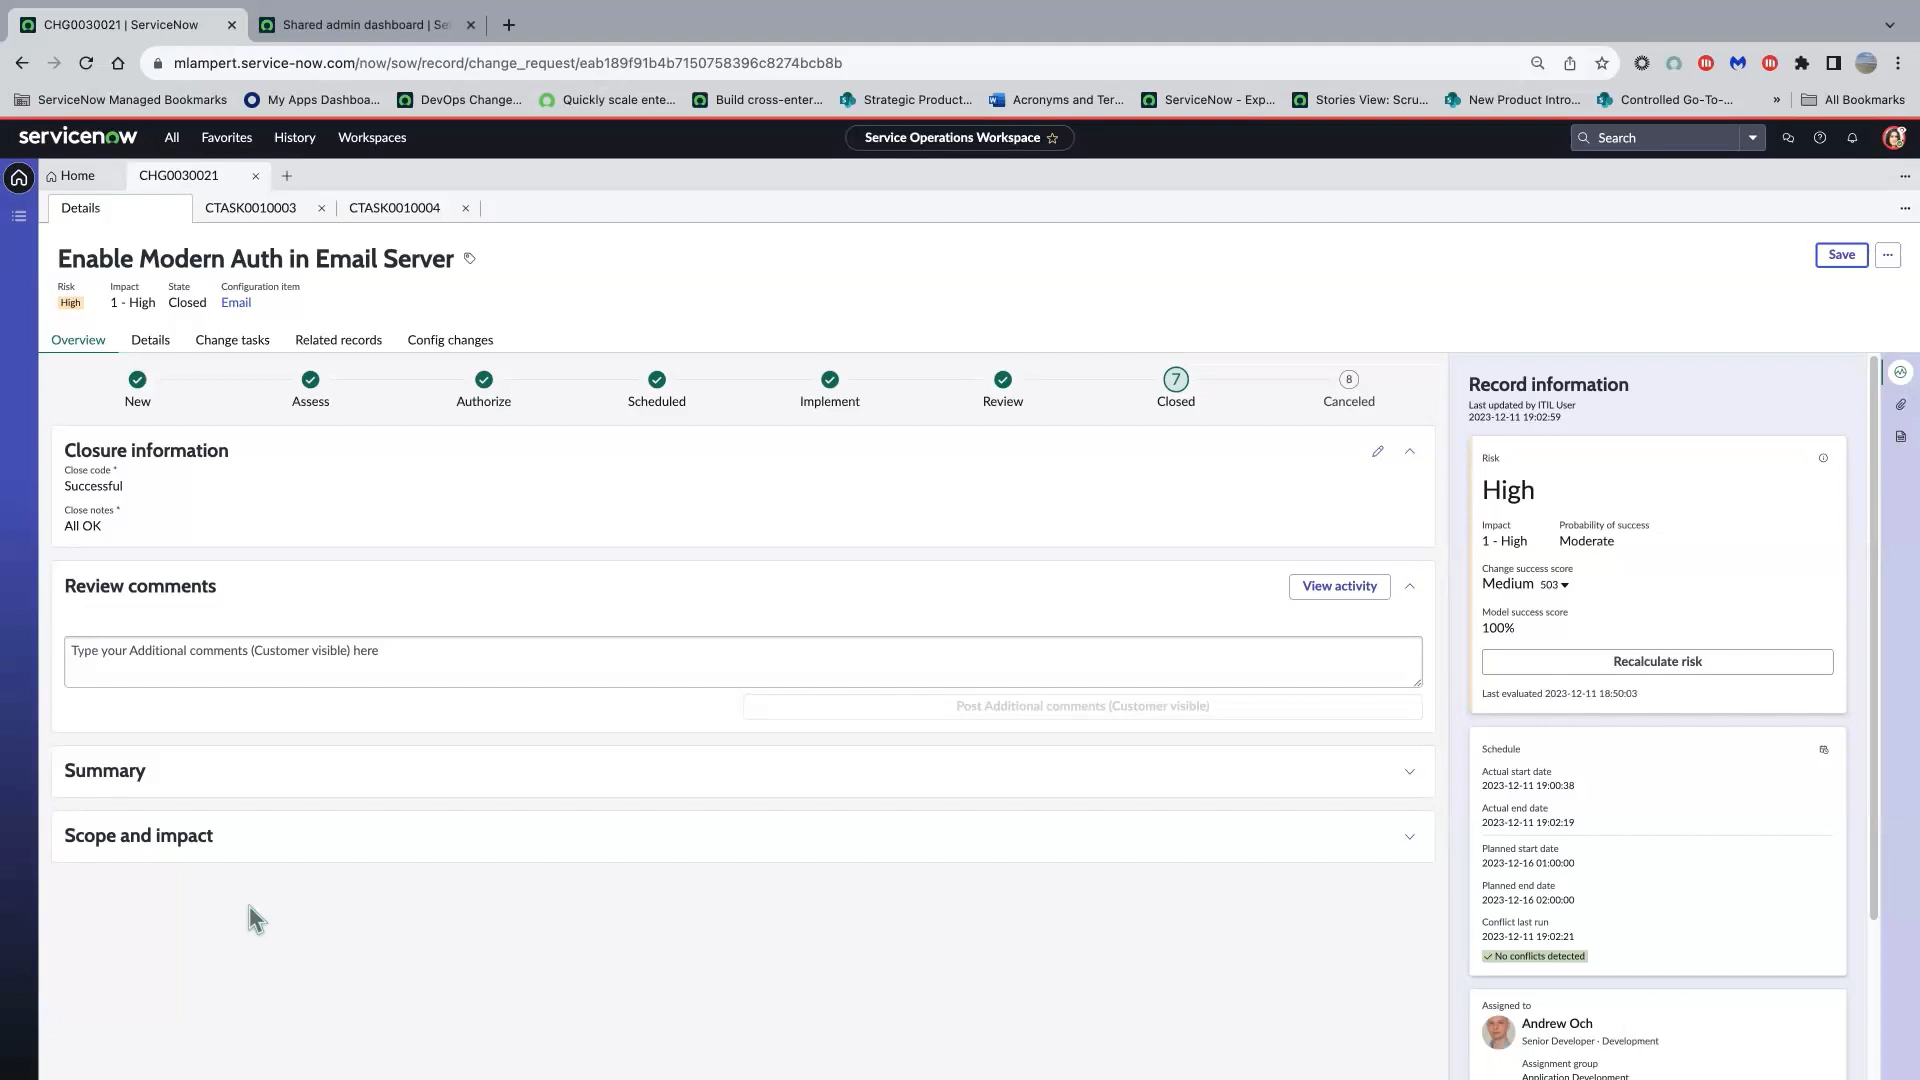 CHG0030021 | ServiceNow
Shared admin dashboard | Se
mlampert.service-now.com/now/sow/record/change_request/eab189f91b4b7150758396c8274bcb8b
ServiceNow Managed Bookmarks
My Apps Dashboa...
DevOps Change...
Quickly scale ente...
Build cross-enter...
Strategic Product...
Acronyms and Ter...
ServiceNow - Exp...
Stories View: Scru...
New Product Intro...
Controlled Go-To-...
»
All Bookmarks
servicenow
All
Favorites
History
Workspaces
Service Operations Workspace
Search
Home
CHG0030021
Details
CTASK0010003
CTASK0010004
Enable Modern Auth in Email Server
Save
Risk
Impact
State
Configuration item
High
1 - High
Closed
Email
Overview
Details
Change tasks
Related records
Config changes
New
Assess
Authorize
Scheduled
Implement
Review
7
Closed
8
Canceled
Closure information
Close code *
Successful
Close notes *
All OK
Review comments
View activity
Type your Additional comments (Customer visible) here
Post Additional comments (Customer visible)
Summary
Scope and impact
Record information
Last updated by ITIL User
2023-12-11 19:02:59
Risk
High
Impact
Probability of success
1 - High
Moderate
Change success score
Medium 503
Model success score
100%
Recalculate risk
Last evaluated 2023-12-11 18:50:03
Schedule
Actual start date
2023-12-11 19:00:38
Actual end date
2023-12-11 19:02:19
Planned start date
2023-12-16 01:00:00
Planned end date
2023-12-16 02:00:00
Conflict last run
2023-12-11 19:02:21
No conflicts detected
Assigned to
Andrew Och
Senior Developer · Development
Assignment group
Application Development